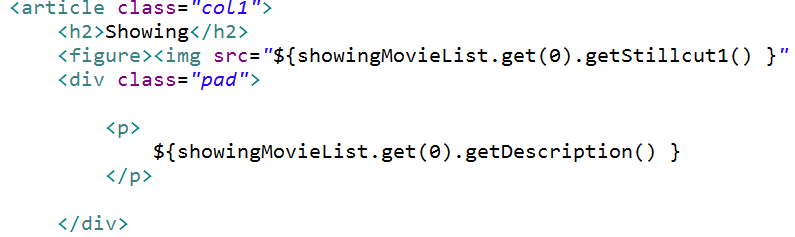 <article class="col1">
<h2>Showing</h2>
<figure><img src="${showingMovieList.get(0).getStillcut1() }"
<div class="pad">
<p>
${showingMovieList.get(0).getDescription() }
</p>
</div>